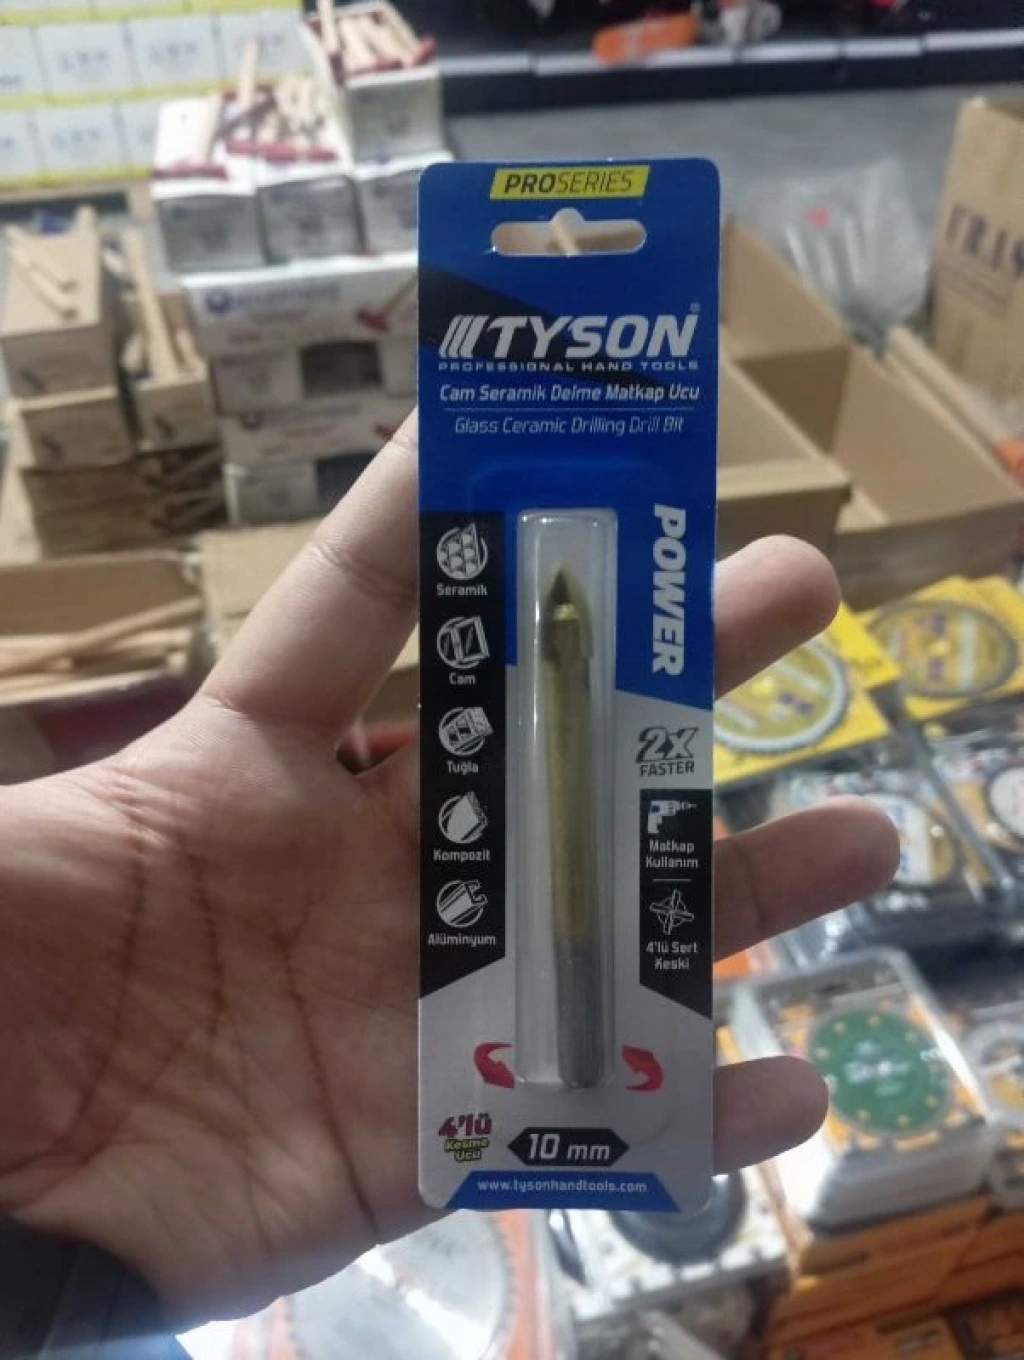 PROSERIES
TYSON®
PROFESSIONAL HAND TOOLS
Cam Seramik Delme Matkap Ucu
Glass Ceramic Drilling Drill Bit
POWER
Seramik
Cam
Tuğla
Kompozit
Alüminyum
2X
FASTER
Matkap
Kullanım
4'lü Sert
Keski
4'lü
Kesme
Ucu
10 mm
www.tysonhandtools.com